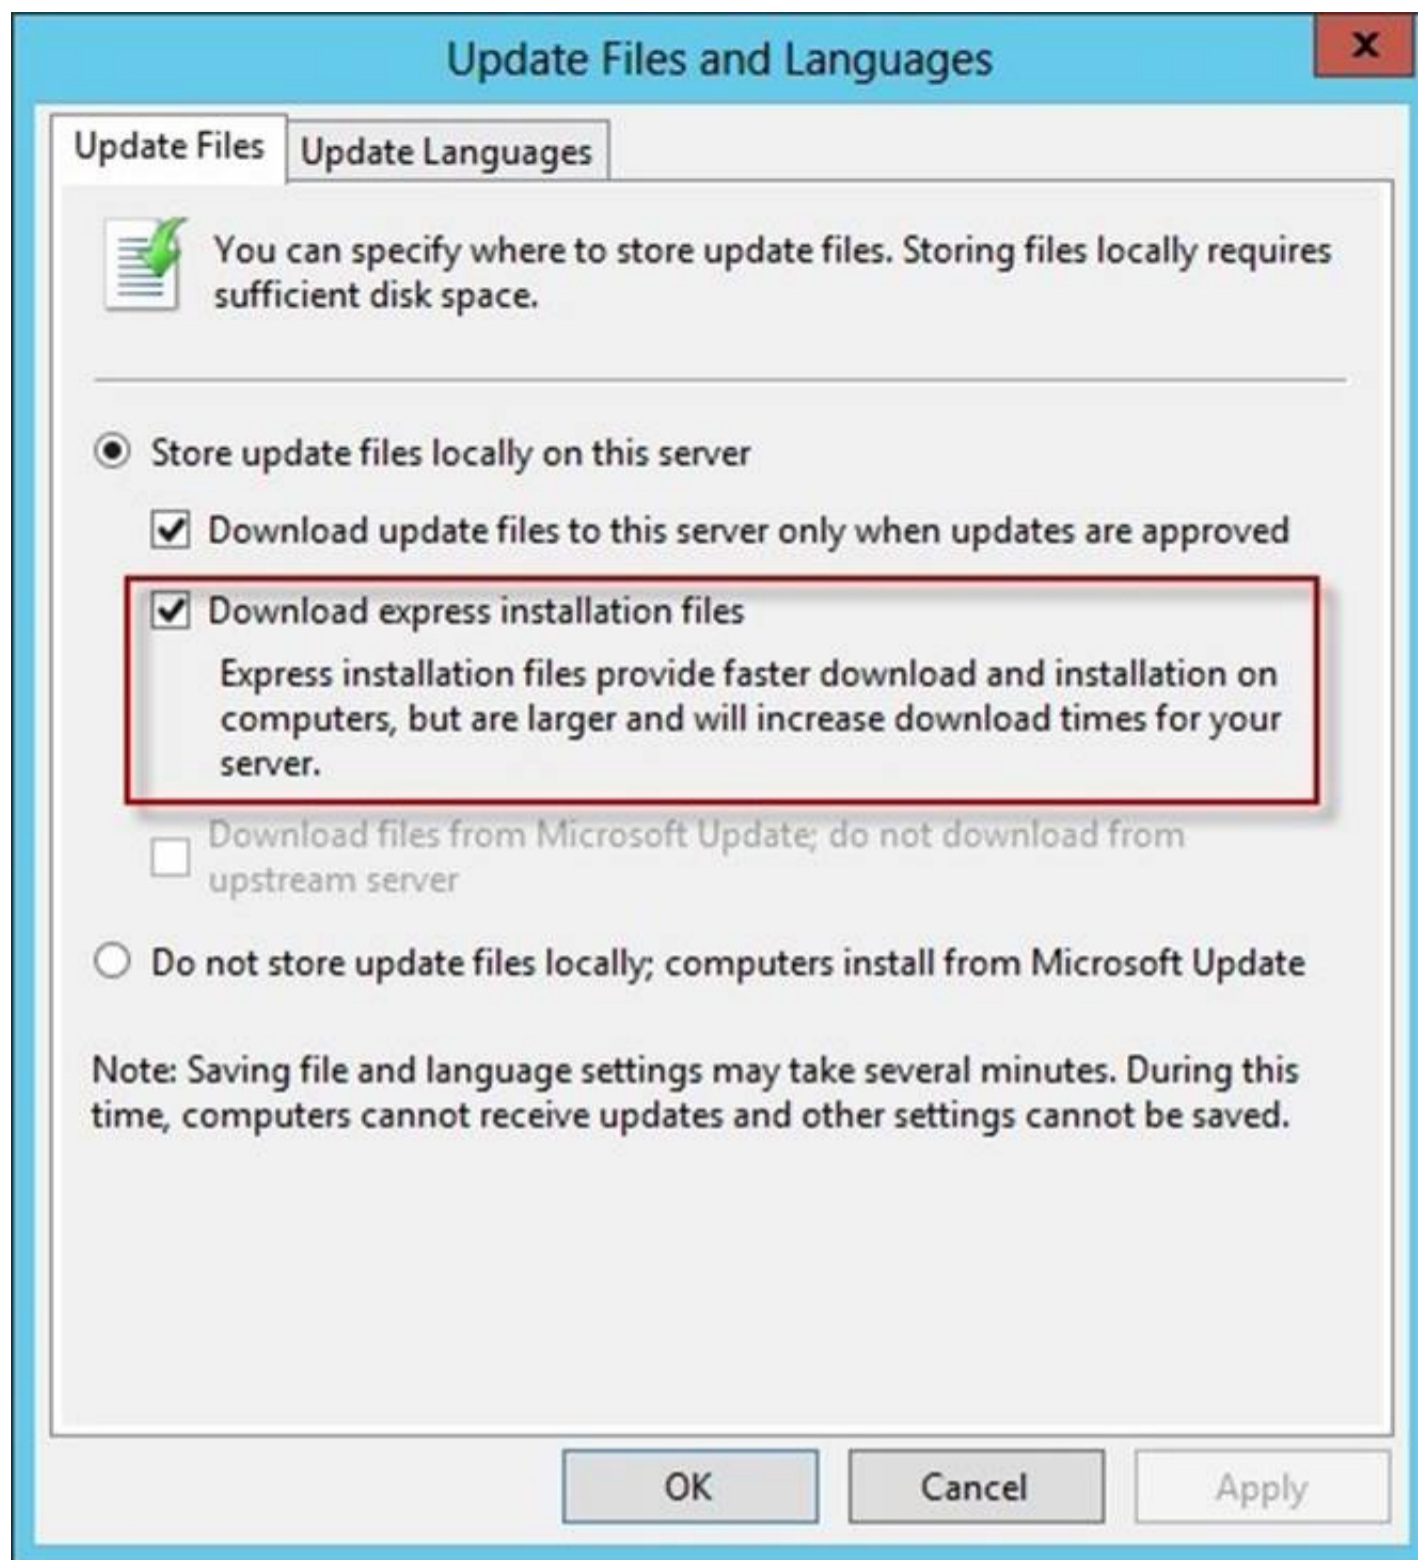 Update Files and Languages
x
Update Files
Update Languages
You can specify where to store update files. Storing files locally requires
sufficient disk space.
Store update files locally on this server
Download update files to this server only when updates are approved
Download express installation files
Express installation files provide faster download and installation on
computers, but are larger and will increase download times for your
server.
Download files from Microsoft Update; do not download from
upstream server
Do not store update files locally; computers install from Microsoft Update
Note: Saving file and language settings may take several minutes. During this
time, computers cannot receive updates and other settings cannot be saved.
OK
Cancel
Apply